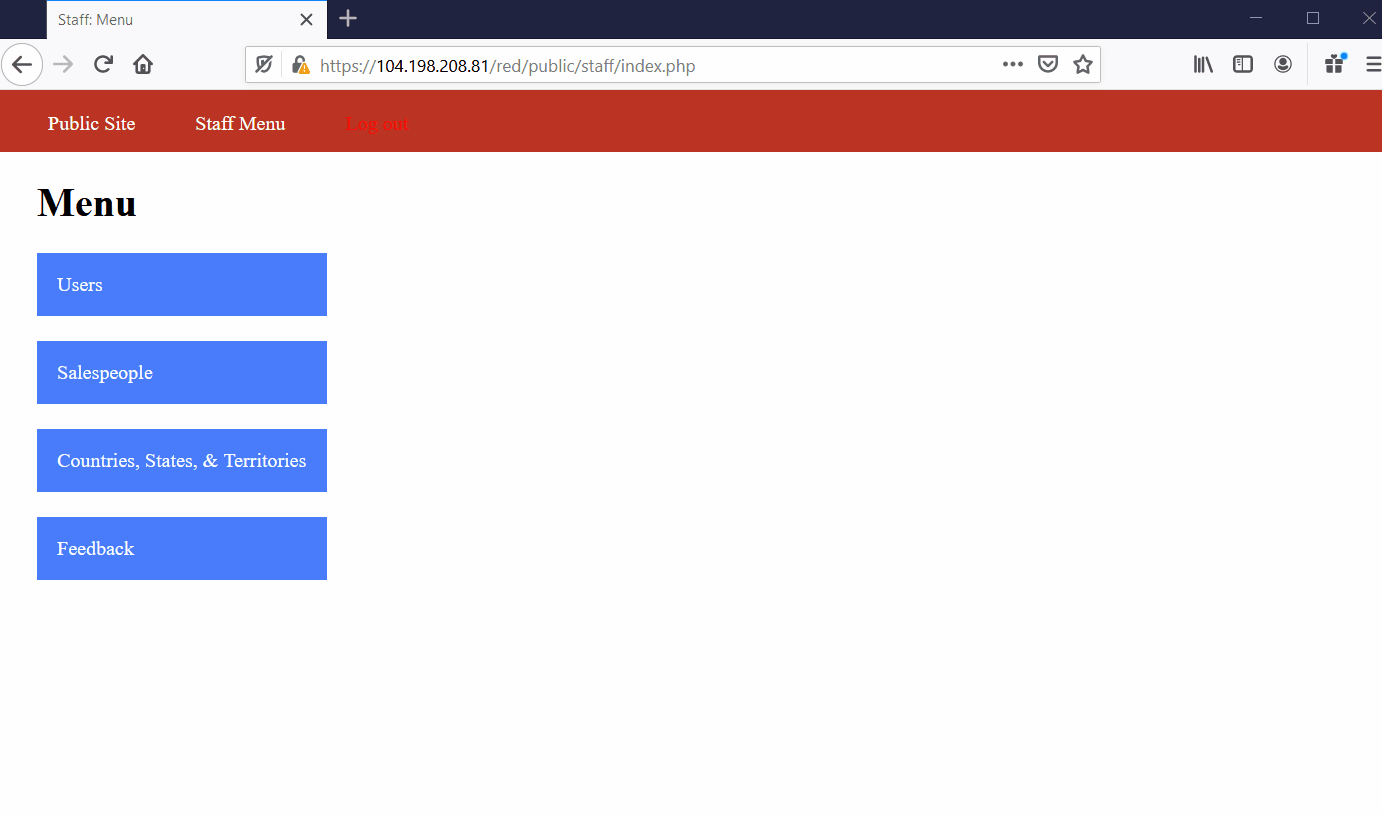 Staff: Menu
https://104.198.208.81/red/public/staff/index.php
Public Site Staff Menu Log out
Menu
Users
Salespeople
Countries, States, & Territories
Feedback